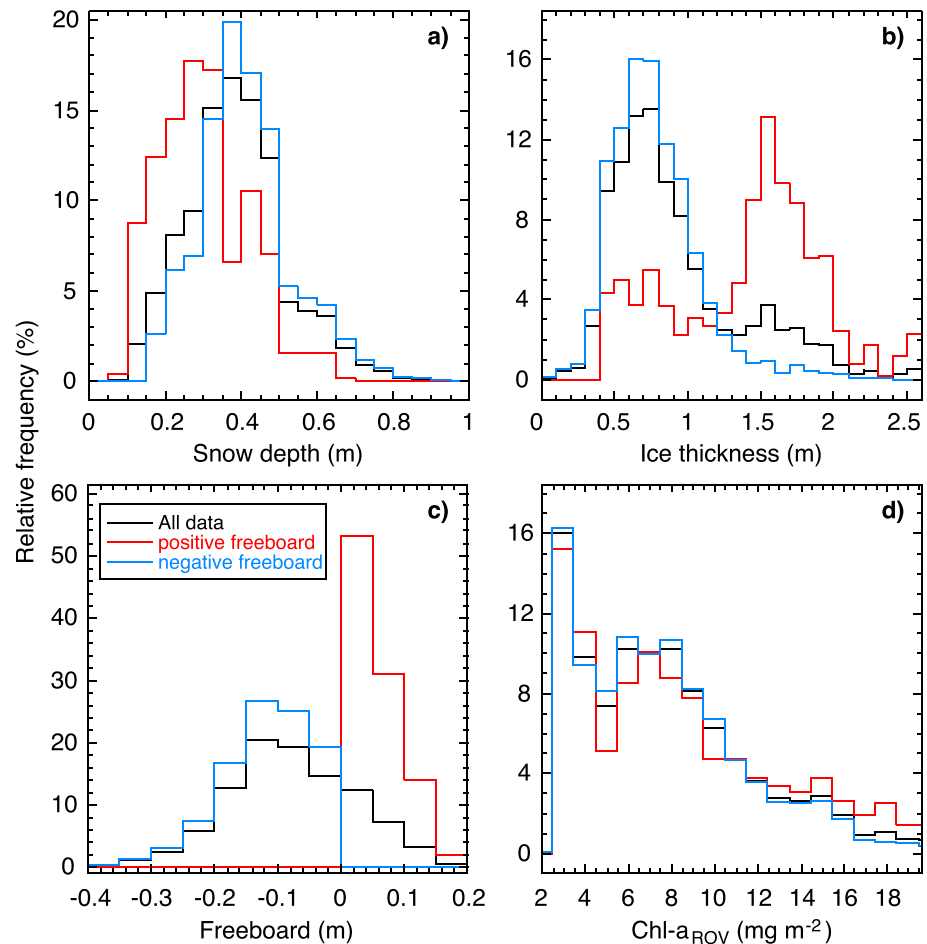 Relative frequency (%)
a)
20
15
10
5
0
0 0.2 0.4 0.6 0.8 1
Snow depth (m)
b)
16
12
8
4
0
0 0.5 1 1.5 2 2.5
Ice thickness (m)
c)
60
50
40
30
20
10
0
All data
positive freeboard
negative freeboard
-0.4 -0.3 -0.2 -0.1 0 0.1 0.2
Freeboard (m)
d)
16
12
8
4
0
2 4 6 8 10 12 14 16 18
Chl-a_ROV (mg m⁻²)